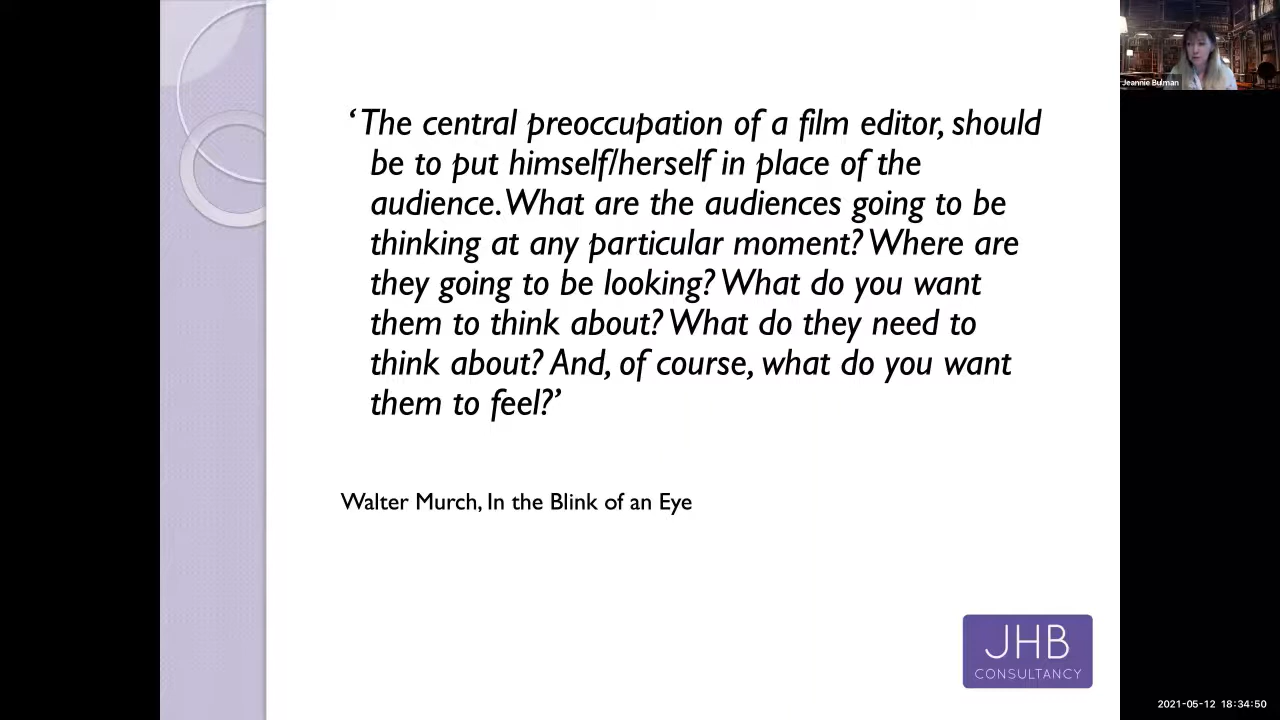 ‘ The central preoccupation of a film editor, should
be to put himself/herself in place of the
audience. What are the audiences going to be
thinking at any particular moment? Where are
they going to be looking? What do you want
them to think about? What do they need to
think about? And, of course, what do you want
them to feel?’
Walter Murch, In the Blink of an Eye
JHB
CONSULTANCY
Jeannie Bulman
2021-05-12 18:34:50